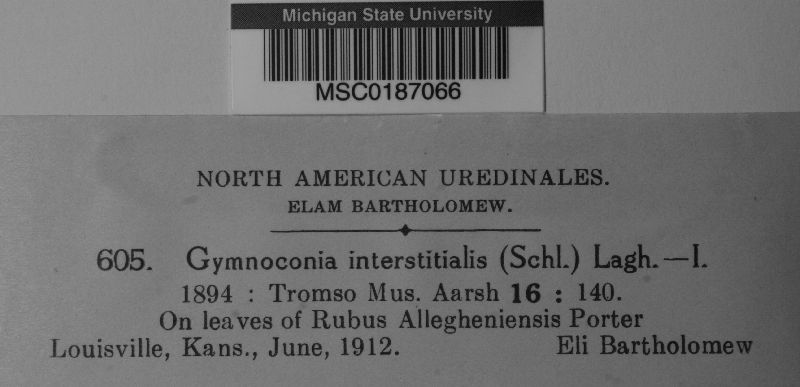 Michigan State University
MSC0187066
NORTH AMERICAN UREDINALES.
ELAM BARTHOLOMEW.
605. Gymnoconia interstitialis (Schl.) Lagh.—I.
1894 : Tromso Mus. Aarsh 16 : 140.
On leaves of Rubus Allegheniensis Porter
Louisville, Kans., June, 1912. Eli Bartholomew